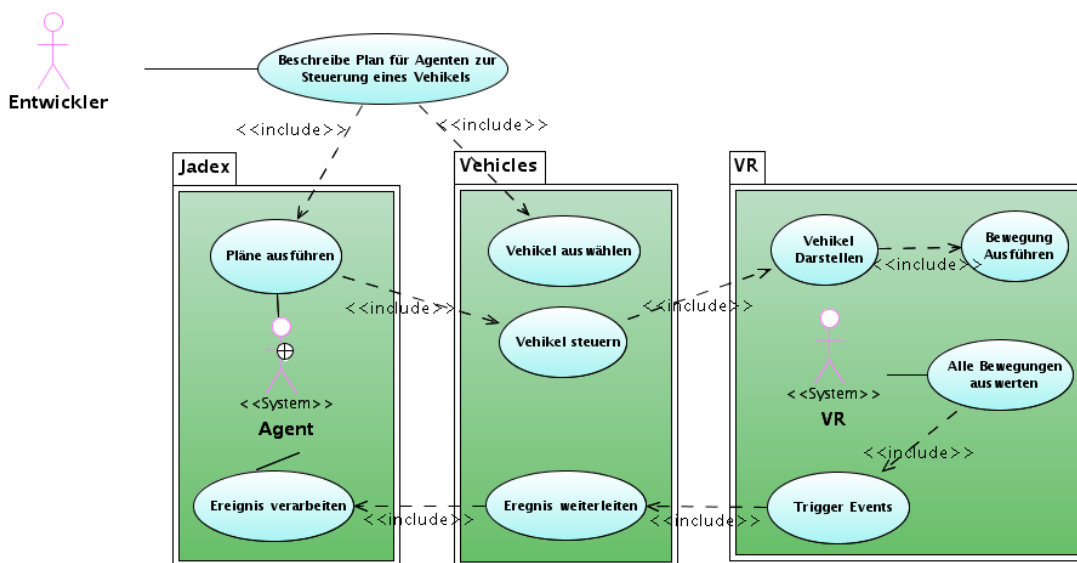 Entwickler
Beschreibe Plan für Agenten zur
Steuerung eines Vehikels
<<include>>
<<include>>
Jadex
Vehicles
VR
Pläne ausführen
Vehikel auswählen
Vehikel
Darstellen
<<include>>
Bewegung
Ausführen
<<include>>
<<include>>
Vehikel steuern
<<System>>
Agent
<<System>>
VR
Alle Bewegungen
auswerten
<<include>>
Ereignis verarbeiten
<<include>>
Eregnis weiterleiten
<<include>>
Trigger Events